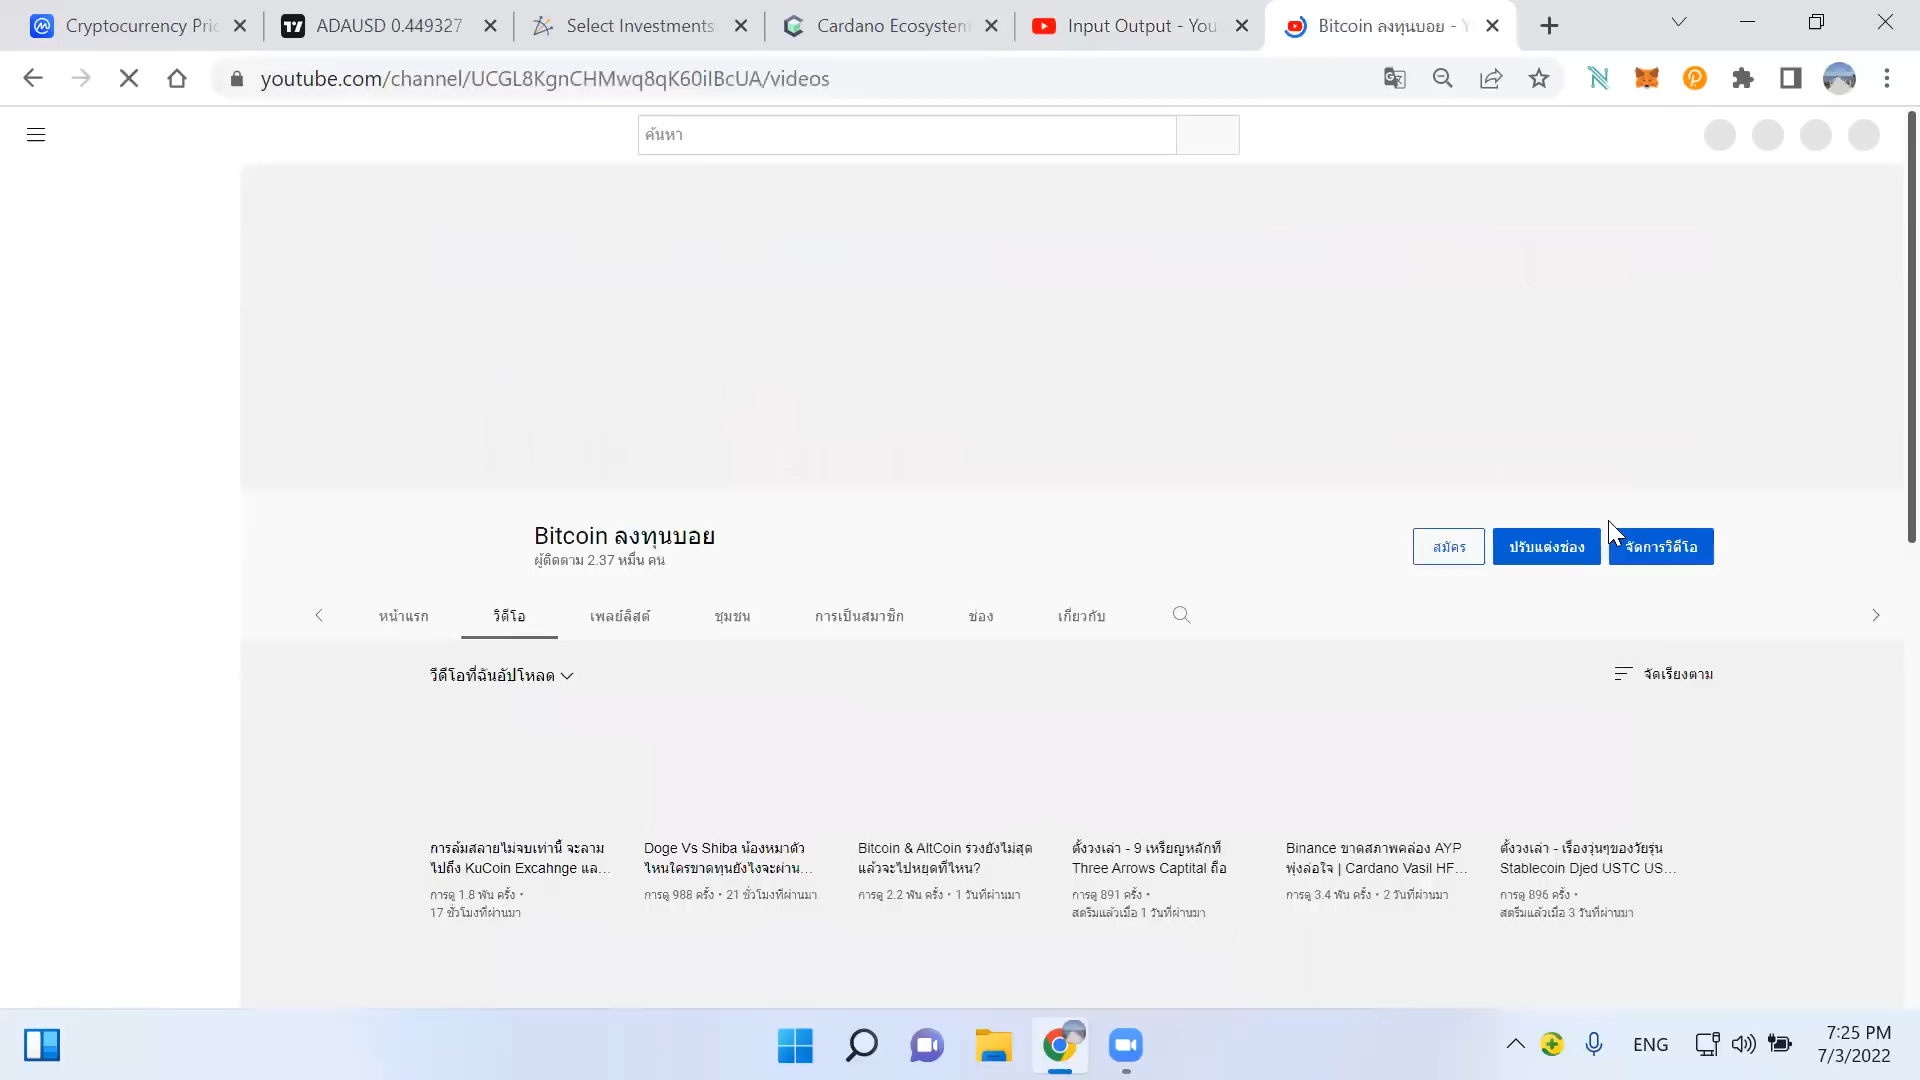 Cryptocurrency Pric
ADAUSD 0.449327
Select Investments
Cardano Ecosystem
Input Output - You
Bitcoin ลงทุนบอย - Y
youtube.com/channel/UCGL8KgnCHMwq8qK60iIBcUA/videos
ค้นหา
Bitcoin ลงทุนบอย
ผู้ติดตาม 2.37 หมื่น คน
สมัคร
ปรับแต่งช่อง
จัดการวิดีโอ
หน้าแรก
วิดีโอ
เพลย์ลิสต์
ชุมชน
การเป็นสมาชิก
ช่อง
เกี่ยวกับ
วีดีโอที่ฉันอัปโหลด
จัดเรียงตาม
การล้มสลายไม่จบเท่านี้ จะลาม
ไปถึง KuCoin Excahnge แล...
การดู 1.8 พัน ครั้ง •
17 ชั่วโมงที่ผ่านมา
Doge Vs Shiba น้องหมาตัว
ไหนใครขาดทุนยังไงจะผ่าน...
การดู 988 ครั้ง • 21 ชั่วโมงที่ผ่านมา
Bitcoin & AltCoin ร่วงยังไม่สุด
แล้วจะไปหยุดที่ไหน?
การดู 2.2 พัน ครั้ง • 1 วันที่ผ่านมา
ตั้งวงเล่า - 9 เหรียญหลักที่
Three Arrows Captital ถือ
การดู 891 ครั้ง •
สตรีมแล้วเมื่อ 1 วันที่ผ่านมา
Binance ขาดสภาพคล่อง AYP
พุ่งล่อใจ | Cardano Vasil HF...
การดู 3.4 พัน ครั้ง • 2 วันที่ผ่านมา
ตั้งวงเล่า - เรื่องวุ่นๆของวัยรุ่น
Stablecoin Djed USTC US...
การดู 896 ครั้ง •
สตรีมแล้วเมื่อ 3 วันที่ผ่านมา
ENG
7:25 PM
7/3/2022